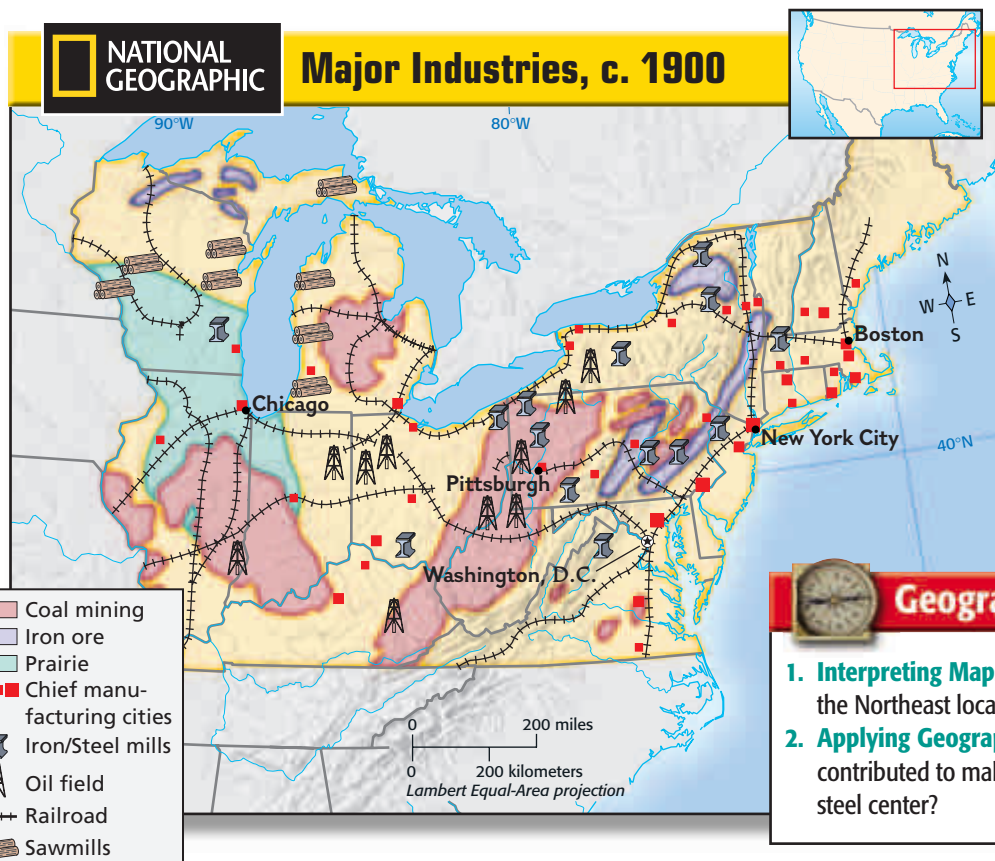 NATIONAL
GEOGRAPHIC
Major Industries, c. 1900
90°W
80°W
N
W E
S
Boston
Chicago
New York City
40°N
Pittsburgh
Washington, D.C.
Coal mining
Iron ore
Prairie
Chief manu-
facturing cities
Iron/Steel mills
Oil field
Railroad
Sawmills
0 200 miles
0 200 kilometers
Lambert Equal-Area projection
Geogra
1. Interpreting Map
the Northeast loca
2. Applying Geograp
contributed to mal
steel center?